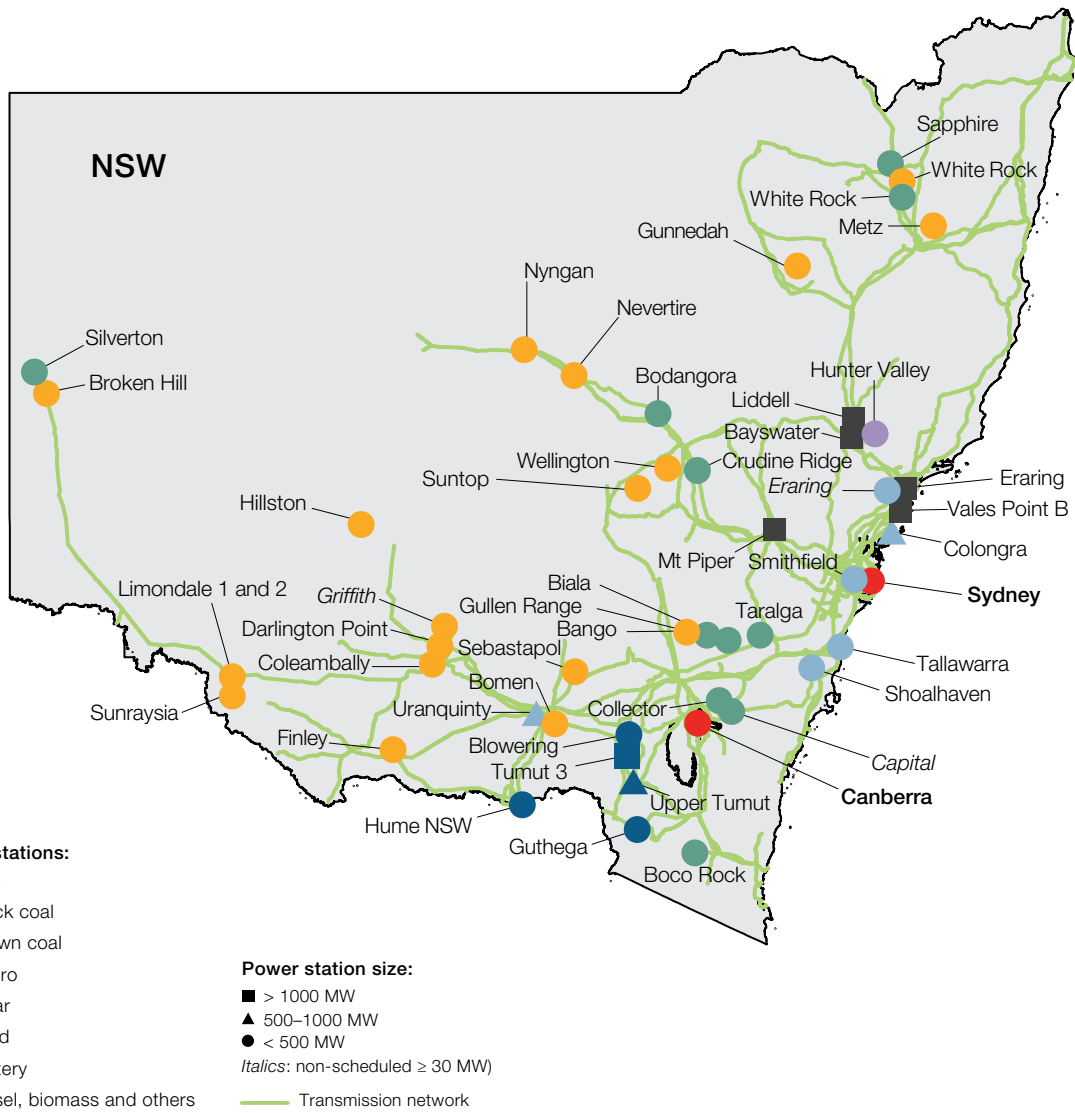 NSW
Sapphire
White Rock
White Rock
Metz
Gunnedah
Nyngan
Nevertire
Silverton
Broken Hill
Bodangora
Hunter Valley
Liddell
Bayswater
Wellington
Crudine Ridge
Suntop
Eraring
Eraring
Vales Point B
Hillston
Colongra
Mt Piper
Smithfield
Limondale 1 and 2
Griffith
Biala
Sydney
Gullen Range
Taralga
Darlington Point
Bango
Sebastapol
Coleambally
Tallawarra
Bomen
Shoalhaven
Sunraysia
Uranquinty
Collector
Finley
Blowering
Capital
Tumut 3
Upper Tumut
Canberra
Hume NSW
Guthega
Boco Rock
stations:
ck coal
wn coal
ro
ar
d
tery
sel, biomass and others
Power station size:
> 1000 MW
500–1000 MW
< 500 MW
Italics: non-scheduled ≥ 30 MW)
Transmission network